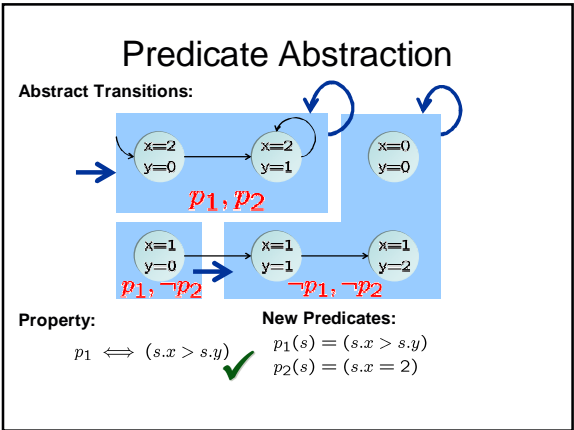 Predicate Abstraction
Abstract Transitions:
x=2
y=0
x=2
y=1
x=0
y=0
p₁, p₂
x=1
y=0
x=1
y=1
x=1
y=2
p₁, ¬p₂
¬p₁, ¬p₂
Property:
p₁ ⟺ (s.x > s.y)
New Predicates:
p₁(s) = (s.x > s.y)
p₂(s) = (s.x = 2)